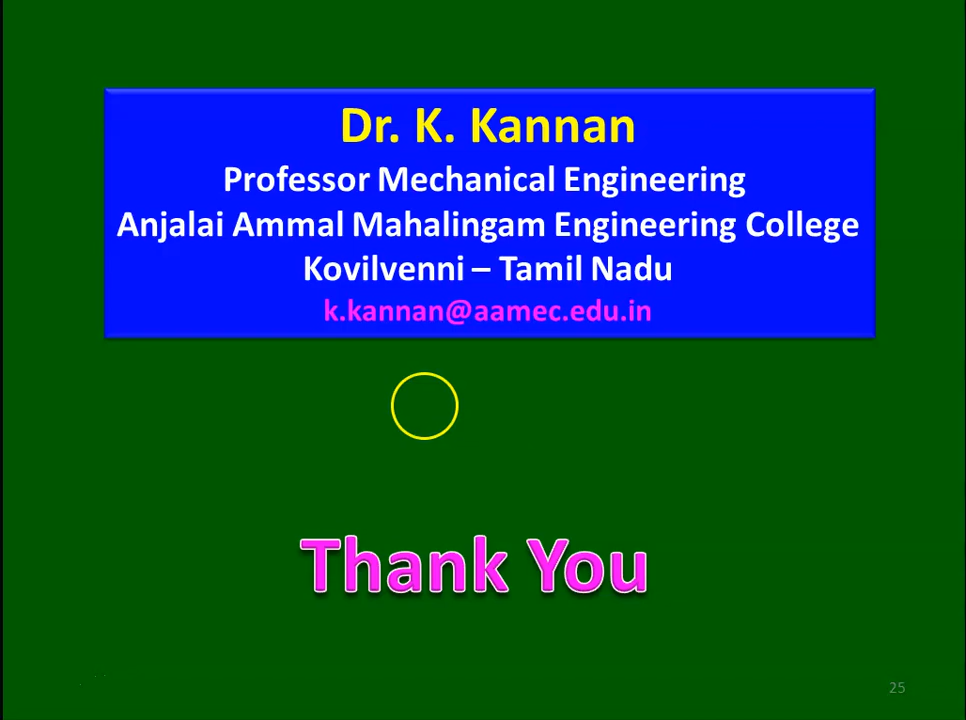 Dr. K. Kannan
Professor Mechanical Engineering
Anjalai Ammal Mahalingam Engineering College
Kovilvenni – Tamil Nadu
k.kannan@aamec.edu.in
Thank You
25